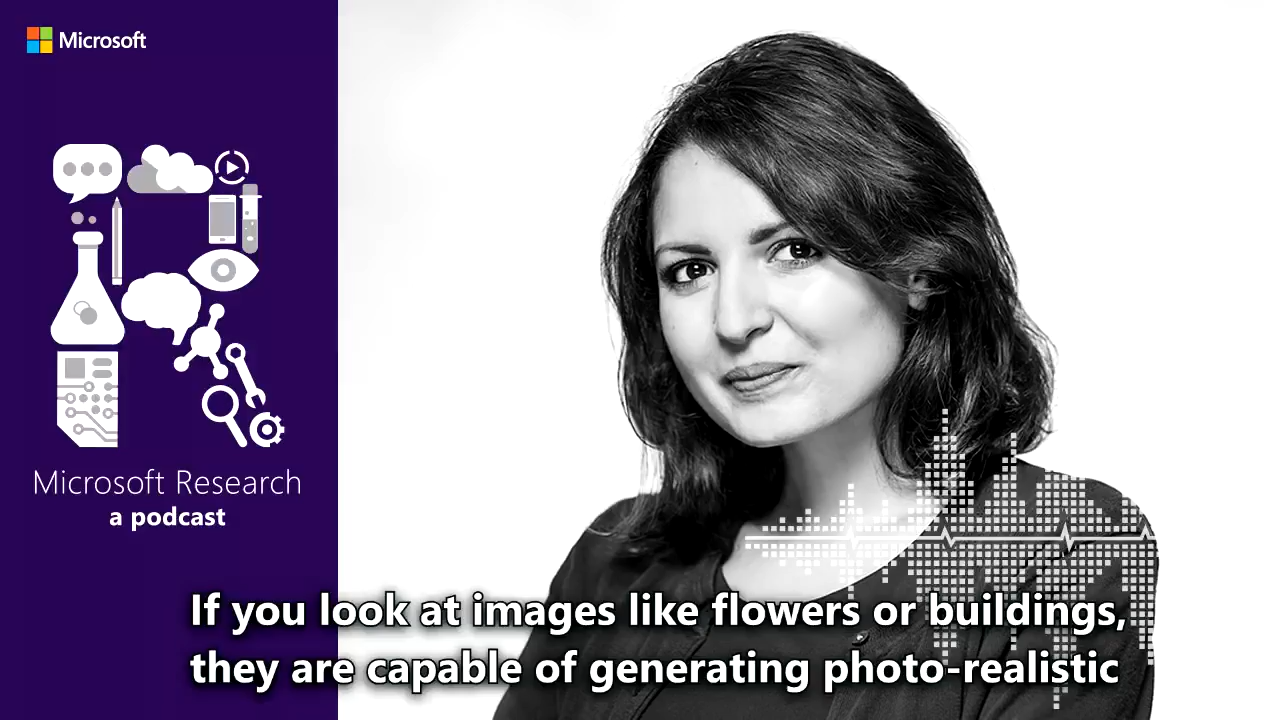 Microsoft
Microsoft Research
a podcast
If you look at images like flowers or buildings,
they are capable of generating photo-realistic